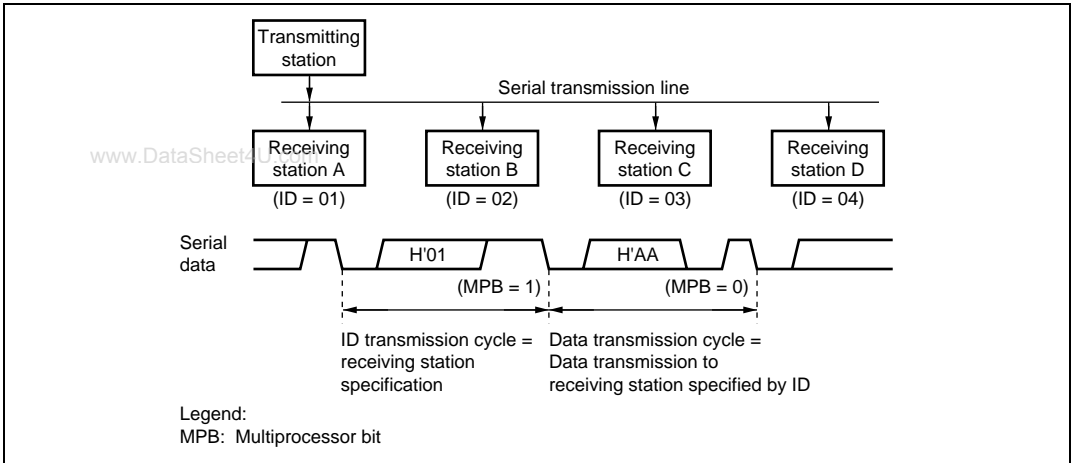 Transmitting
station
Serial transmission line
www.DataSheet4U.com
Receiving
station A
Receiving
station B
Receiving
station C
Receiving
station D
(ID = 01)
(ID = 02)
(ID = 03)
(ID = 04)
Serial
data
H'01
H'AA
(MPB = 1)
(MPB = 0)
ID transmission cycle =
receiving station
specification
Data transmission cycle =
Data transmission to
receiving station specified by ID
Legend:
MPB: Multiprocessor bit